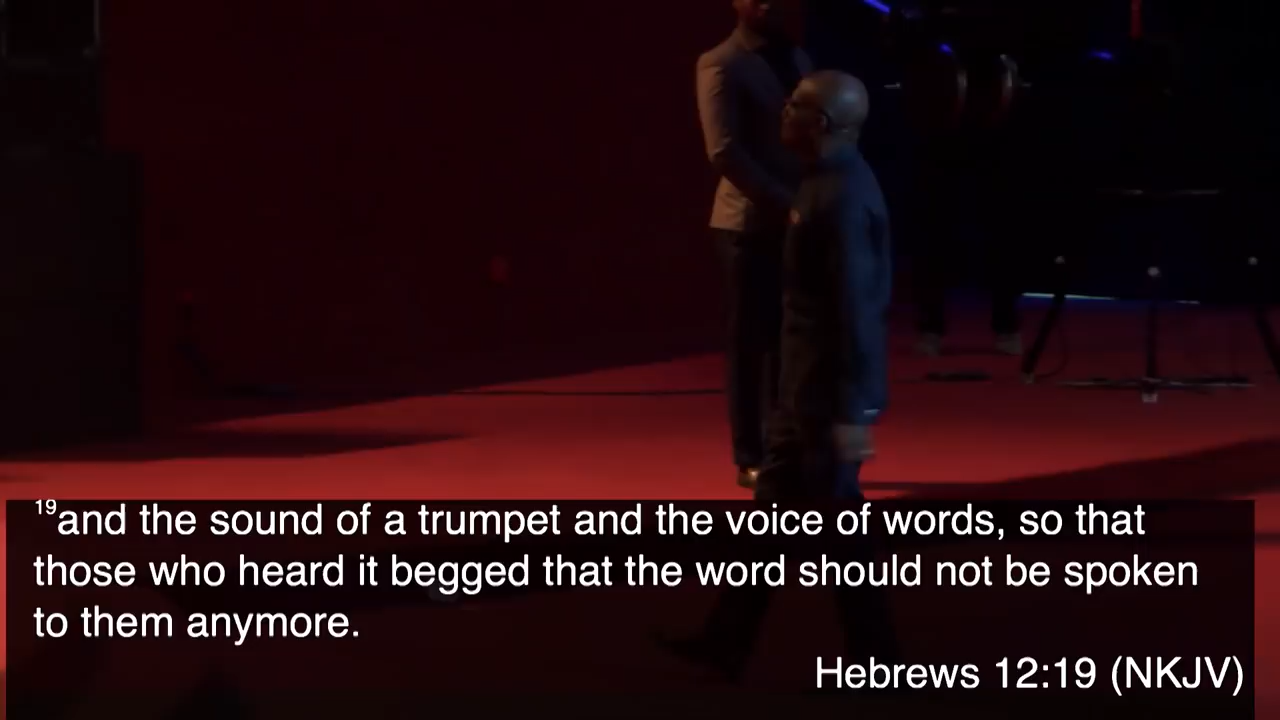 19and the sound of a trumpet and the voice of words, so that
those who heard it begged that the word should not be spoken
to them anymore.
Hebrews 12:19 (NKJV)